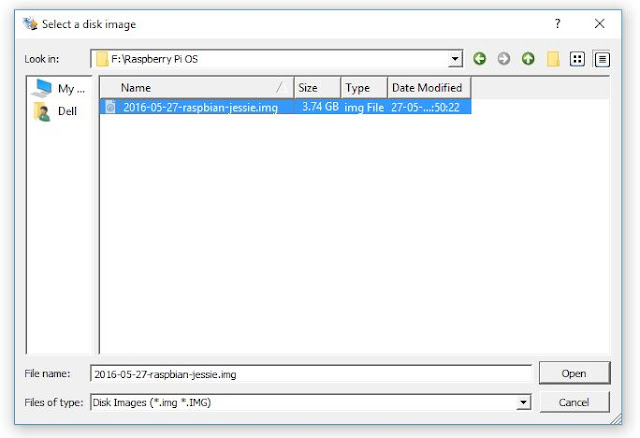 Select a disk image
Look in: F:\Raspberry Pi OS
Name Size Type Date Modified
2016-05-27-raspbian-jessie.img 3.74 GB img File 27-05-...:50:22
My ...
Dell
File name: 2016-05-27-raspbian-jessie.img Open
Files of type: Disk Images (*.img *.IMG) Cancel